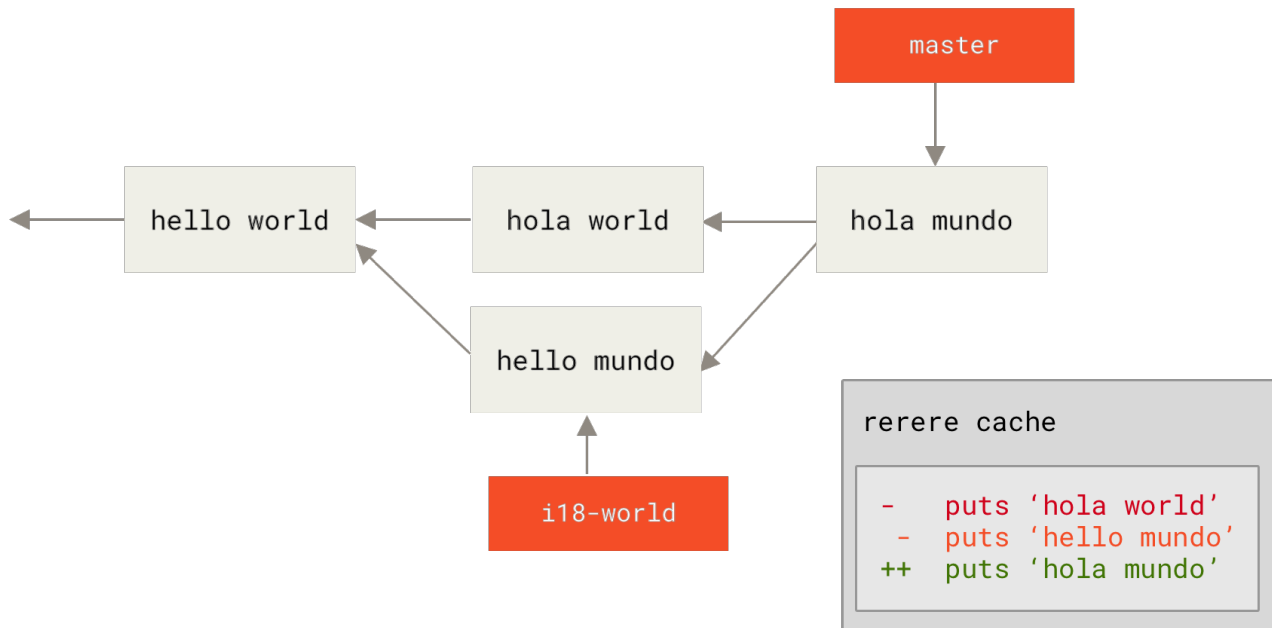 master
hello world
hola world
hola mundo
hello mundo
i18-world
rerere cache
-   puts ‘hola world’
 -  puts ‘hello mundo’
++  puts ‘hola mundo’